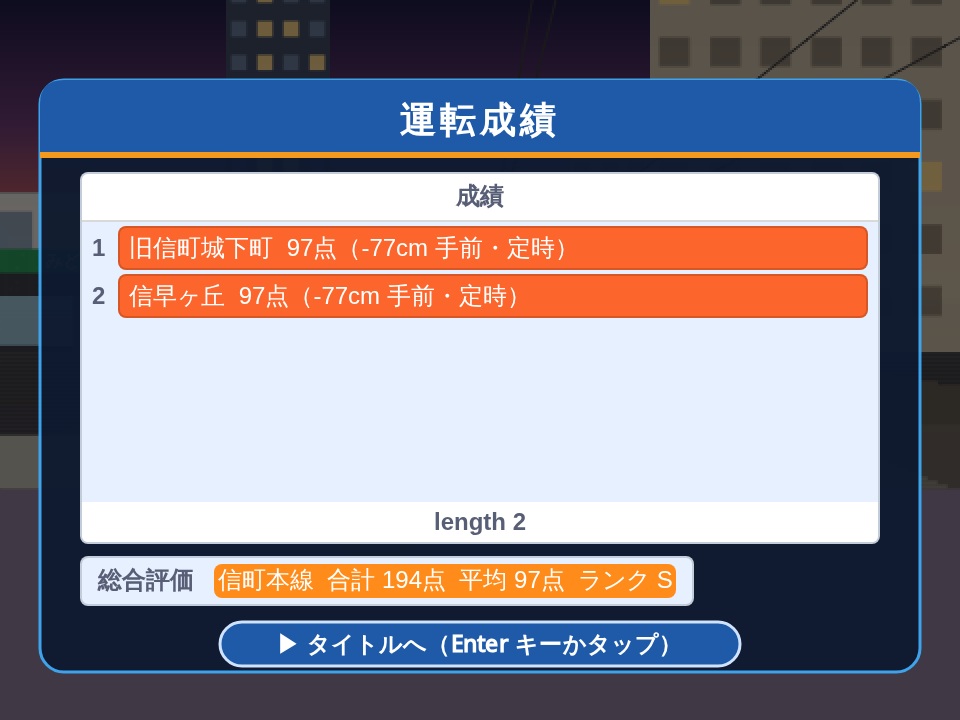 運転成績
成績
1 旧信町城下町 97点（-77cm 手前・定時）
2 信早ヶ丘 97点（-77cm 手前・定時）
length 2
総合評価 信町本線 合計 194点 平均 97点 ランク S
▶ タイトルへ（Enter キーかタップ）